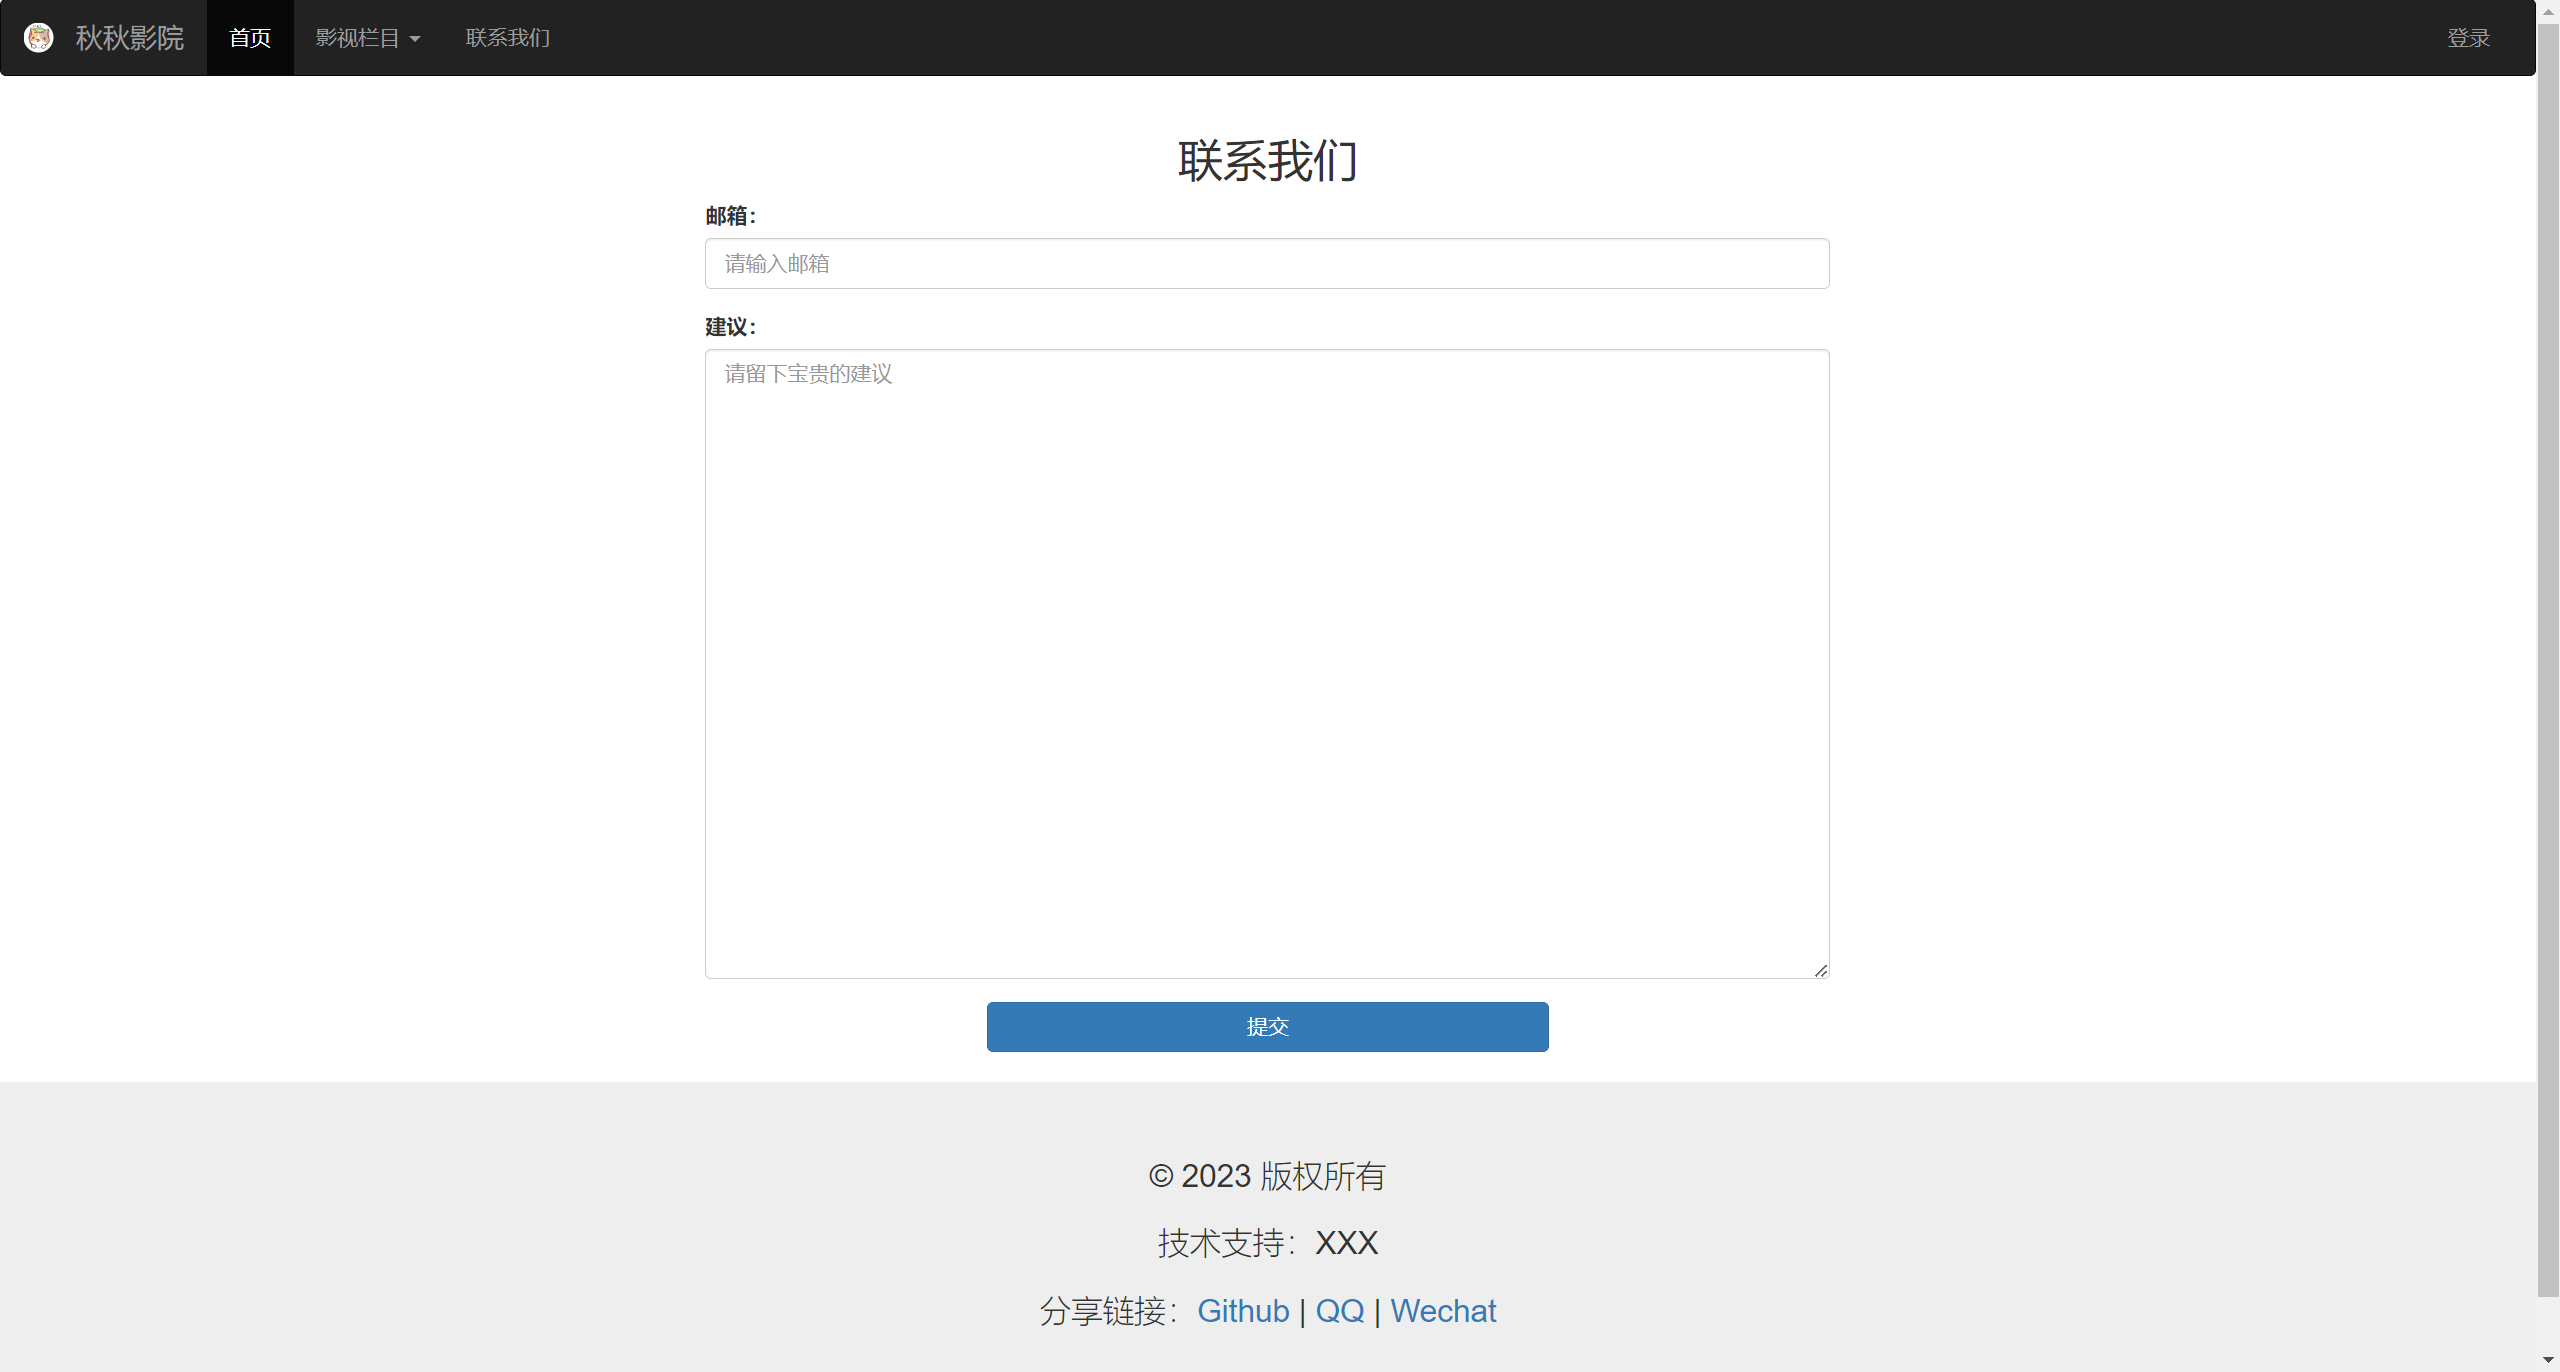 秋秋影院 首页 影视栏目 联系我们 登录
联系我们
邮箱：
请输入邮箱
建议：
请留下宝贵的建议
提交
© 2023 版权所有
技术支持：XXX
分享链接：Github | QQ | Wechat